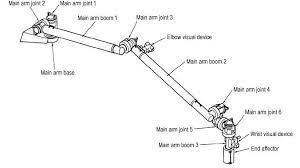 Main arm joint 2
Main arm joint 1
Main arm boom 1
Main arm joint 3
Elbow visual device
Main arm base
Main arm boom 2
Main arm joint 4
Main arm boom 3
Main arm joint 6
Main arm joint 5
Wrist visual device
End effector